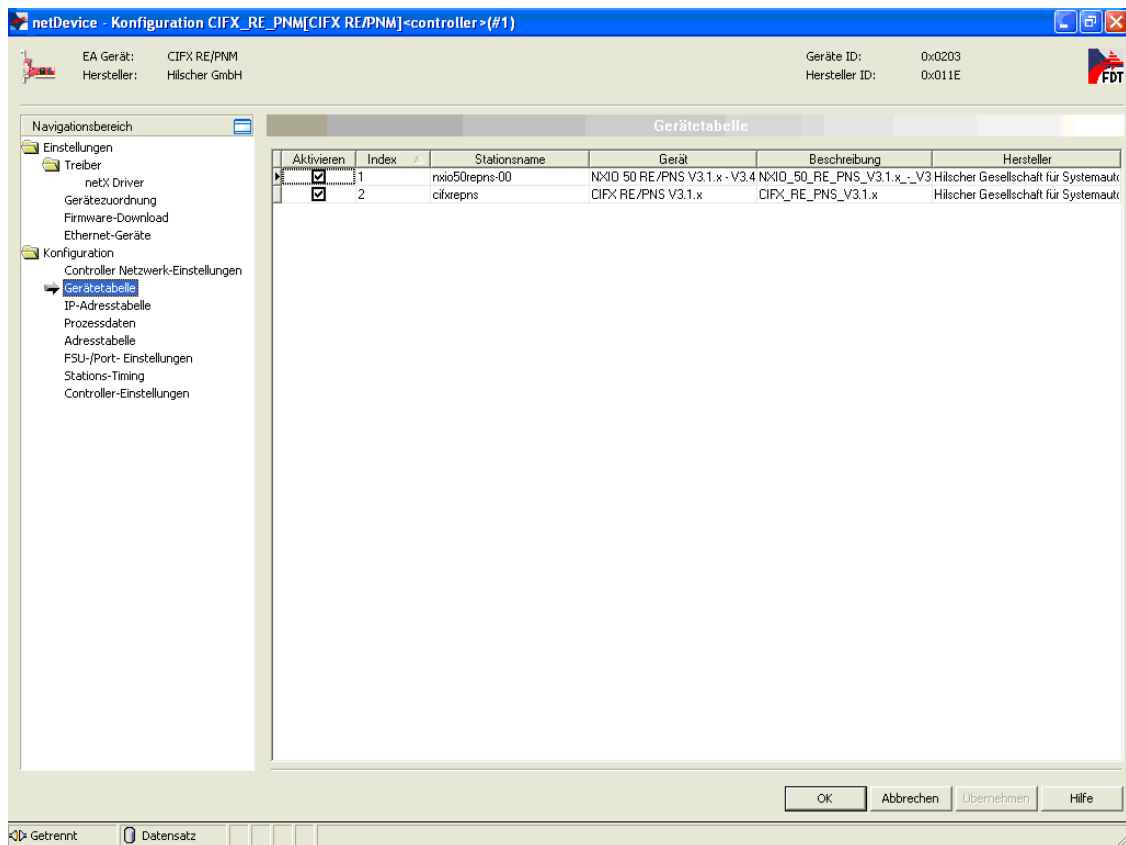 netDevice - Konfiguration CIFX_RE_PNM[CIFX RE/PNM]<controller>(#1)
EA Gerät: CIFX RE/PNM Geräte ID: 0x0203
Hersteller: Hilscher GmbH Hersteller ID: 0x011E
FDT
Navigationsbereich
Einstellungen
Treiber
netX Driver
Gerätezuordnung
Firmware-Download
Ethernet-Geräte
Konfiguration
Controller Netzwerk-Einstellungen
Gerätetabelle
IP-Adresstabelle
Prozessdaten
Adresstabelle
FSU-/Port- Einstellungen
Stations-Timing
Controller-Einstellungen
Gerätetabelle
Aktivieren Index Stationsname Gerät Beschreibung Hersteller
1 nxio50repns-00 NXIO 50 RE/PNS V3.1.x - V3.4 NXIO_50_RE_PNS_V3.1.x_-_V3 Hilscher Gesellschaft für Systemauto
2 cifxrepns CIFX RE/PNS V3.1.x CIFX_RE_PNS_V3.1.x Hilscher Gesellschaft für Systemauto
OK Abbrechen Übernehmen Hilfe
Getrennt Datensatz